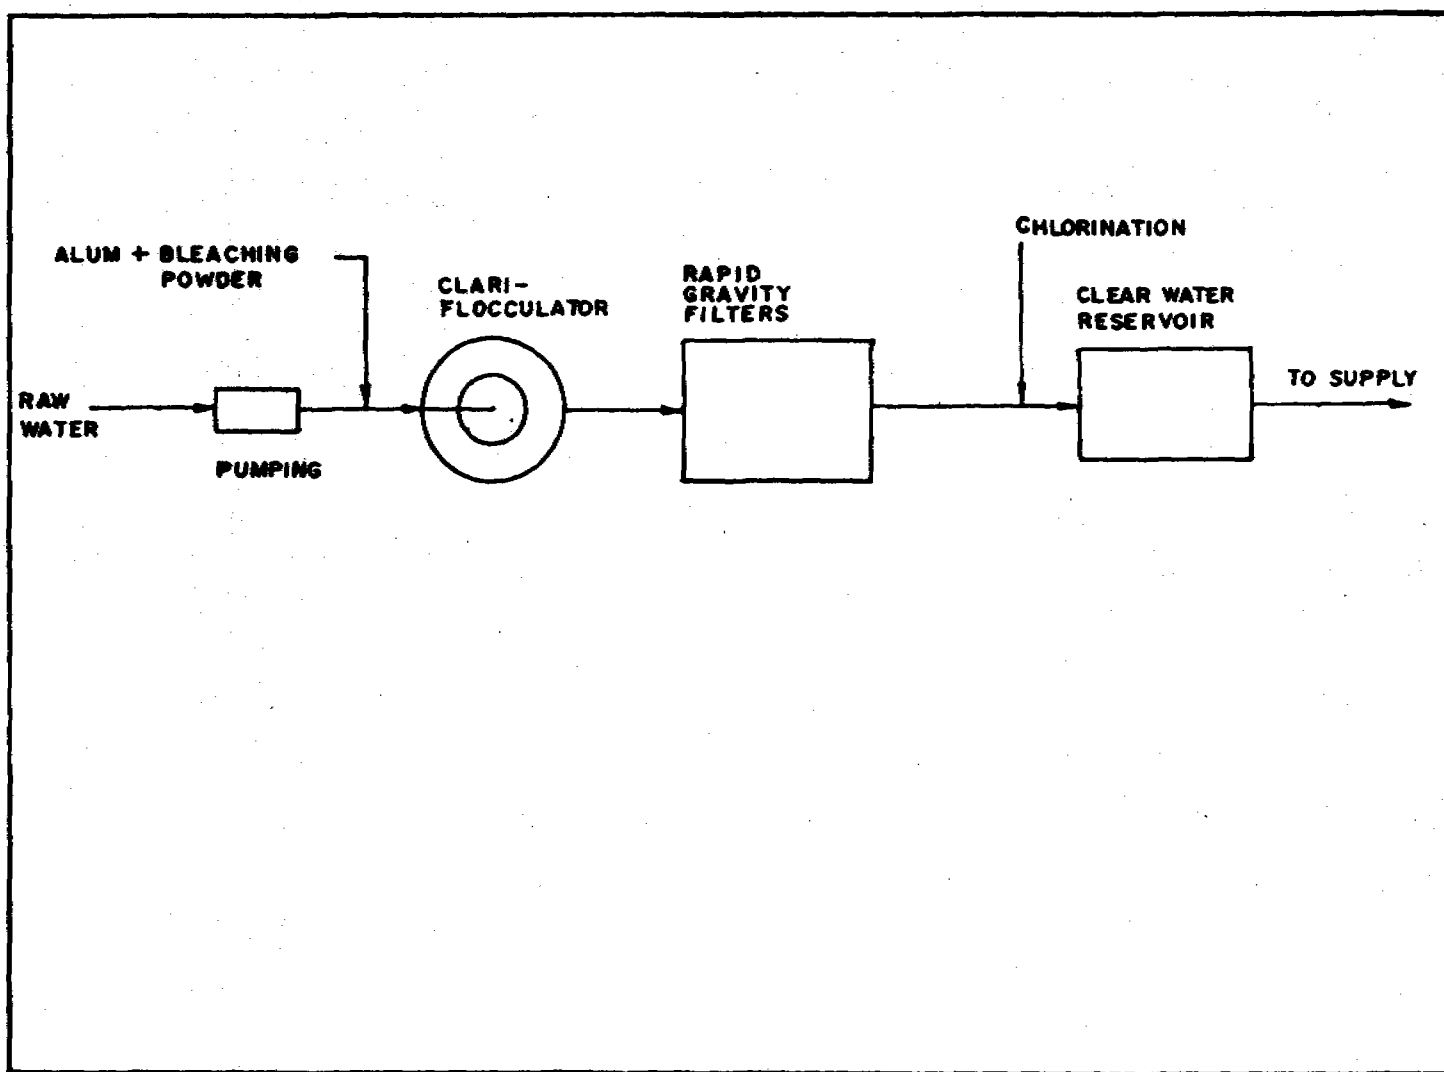 ALUM + BLEACHING
POWDER
CLARI-
FLOCCULATOR
RAPID
GRAVITY
FILTERS
CHLORINATION
CLEAR WATER
RESERVOIR
TO SUPPLY
RAW
WATER
PUMPING